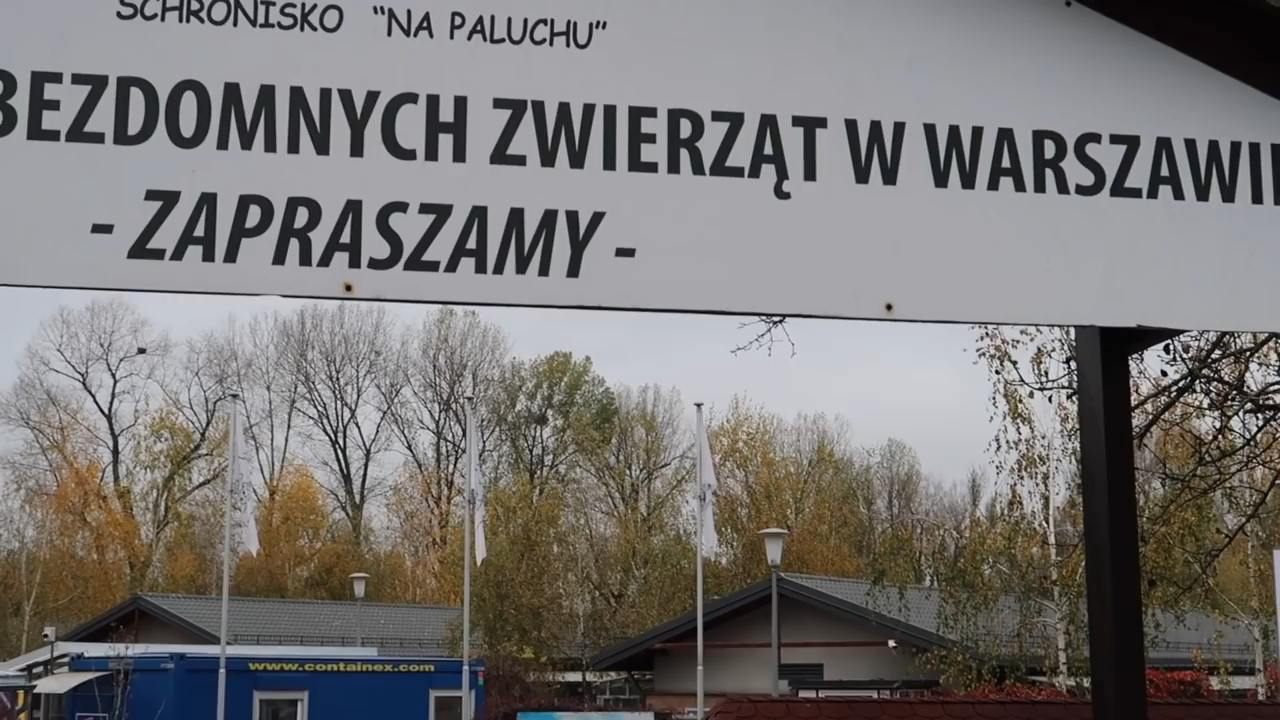 SCHRONISKO "NA PALUCHU"
BEZDOMNYCH ZWIERZĄT W WARSZAWIE
- ZAPRASZAMY -
www.containex.com